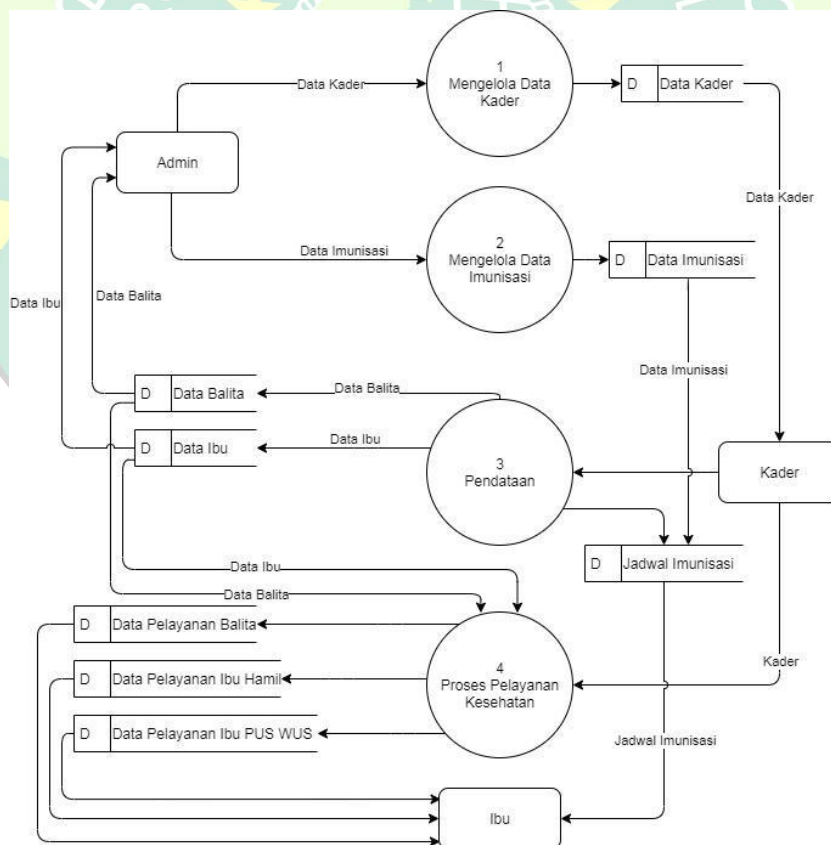 1
Mengelola Data
Kader
Data Kader
D Data Kader
Admin
Data Kader
2
Mengelola Data
Imunisasi
Data Imunisasi
D Data Imunisasi
Data Ibu
Data Balita
Data Imunisasi
D Data Balita
Data Balita
D Data Ibu
Data Ibu
3
Pendataan
Kader
D Jadwal Imunisasi
Data Ibu
Data Balita
D Data Pelayanan Balita
4
Proses Pelayanan
Kesehatan
Kader
D Data Pelayanan Ibu Hamil
D Data Pelayanan Ibu PUS WUS
Jadwal Imunisasi
Ibu